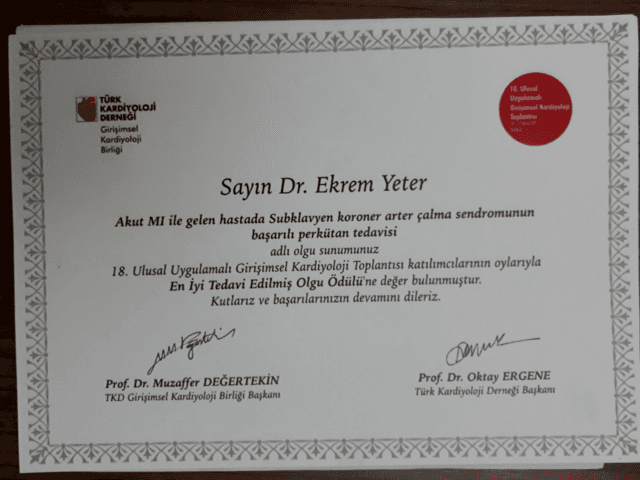 TÜRK
KARDİYOLOJİ
DERNEĞİ
Girişimsel
Kardiyoloji
Birliği
18. Ulusal
Uygulamalı
Girişimsel Kardiyoloji
Toplantısı
Sayın Dr. Ekrem Yeter
Akut MI ile gelen hastada Subklavyen koroner arter çalma sendromunun
başarılı perkütan tedavisi
adlı olgu sunumunuz
18. Ulusal Uygulamalı Girişimsel Kardiyoloji Toplantısı katılımcılarının oylarıyla
En İyi Tedavi Edilmiş Olgu Ödülü'ne değer bulunmuştur.
Kutlarız ve başarılarınızın devamını dileriz.
Prof. Dr. Muzaffer DEĞERTEKİN
TKD Girişimsel Kardiyoloji Birliği Başkanı
Prof. Dr. Oktay ERGENE
Türk Kardiyoloji Derneği Başkanı